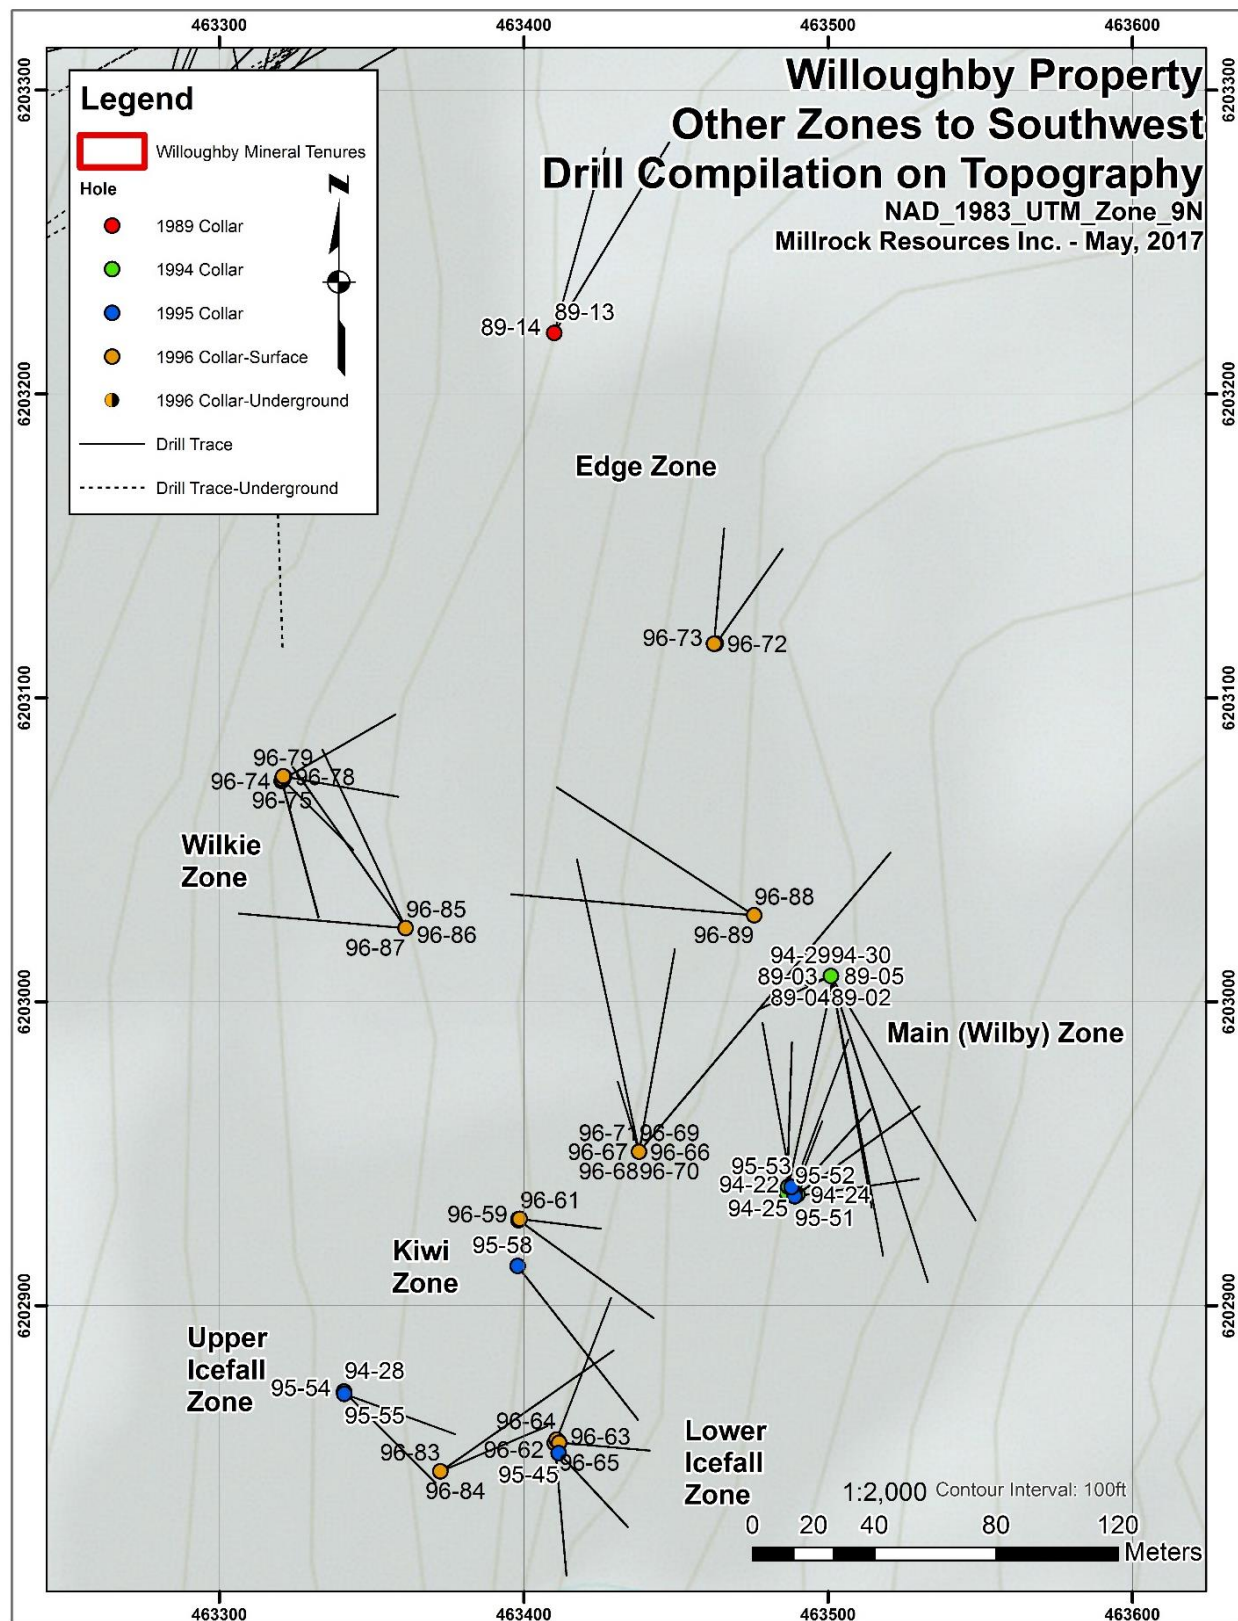 463300 463400 463500 463600
6203300
6203200
6203100
6203000
6202900
Willoughby Property
Other Zones to Southwest
Drill Compilation on Topography
NAD_1983_UTM_Zone_9N
Millrock Resources Inc. - May, 2017
Legend
Willoughby Mineral Tenures
Hole
1989 Collar
1994 Collar
1995 Collar
1996 Collar-Surface
1996 Collar-Underground
Drill Trace
Drill Trace-Underground
N
89-13
89-14
Edge Zone
96-73 96-72
96-79
96-74 96-78
96-75
Wilkie
Zone
96-85
96-86
96-87
96-88
96-89
94-29 94-30
89-03 89-05
89-04 89-02
Main (Wilby) Zone
96-71 96-69
96-67 96-66
96-68 96-70
95-53 95-52
94-22 94-24
94-25 95-51
96-61
96-59
95-58
Kiwi
Zone
Upper
Icefall
Zone
94-28
95-54
95-55
96-83
96-84
96-64
96-63
96-62
96-65
95-45
Lower
Icefall
Zone
1:2,000 Contour Interval: 100ft
0 20 40 80 120
Meters
6203300
6203200
6203100
6203000
6202900
463300 463400 463500 463600